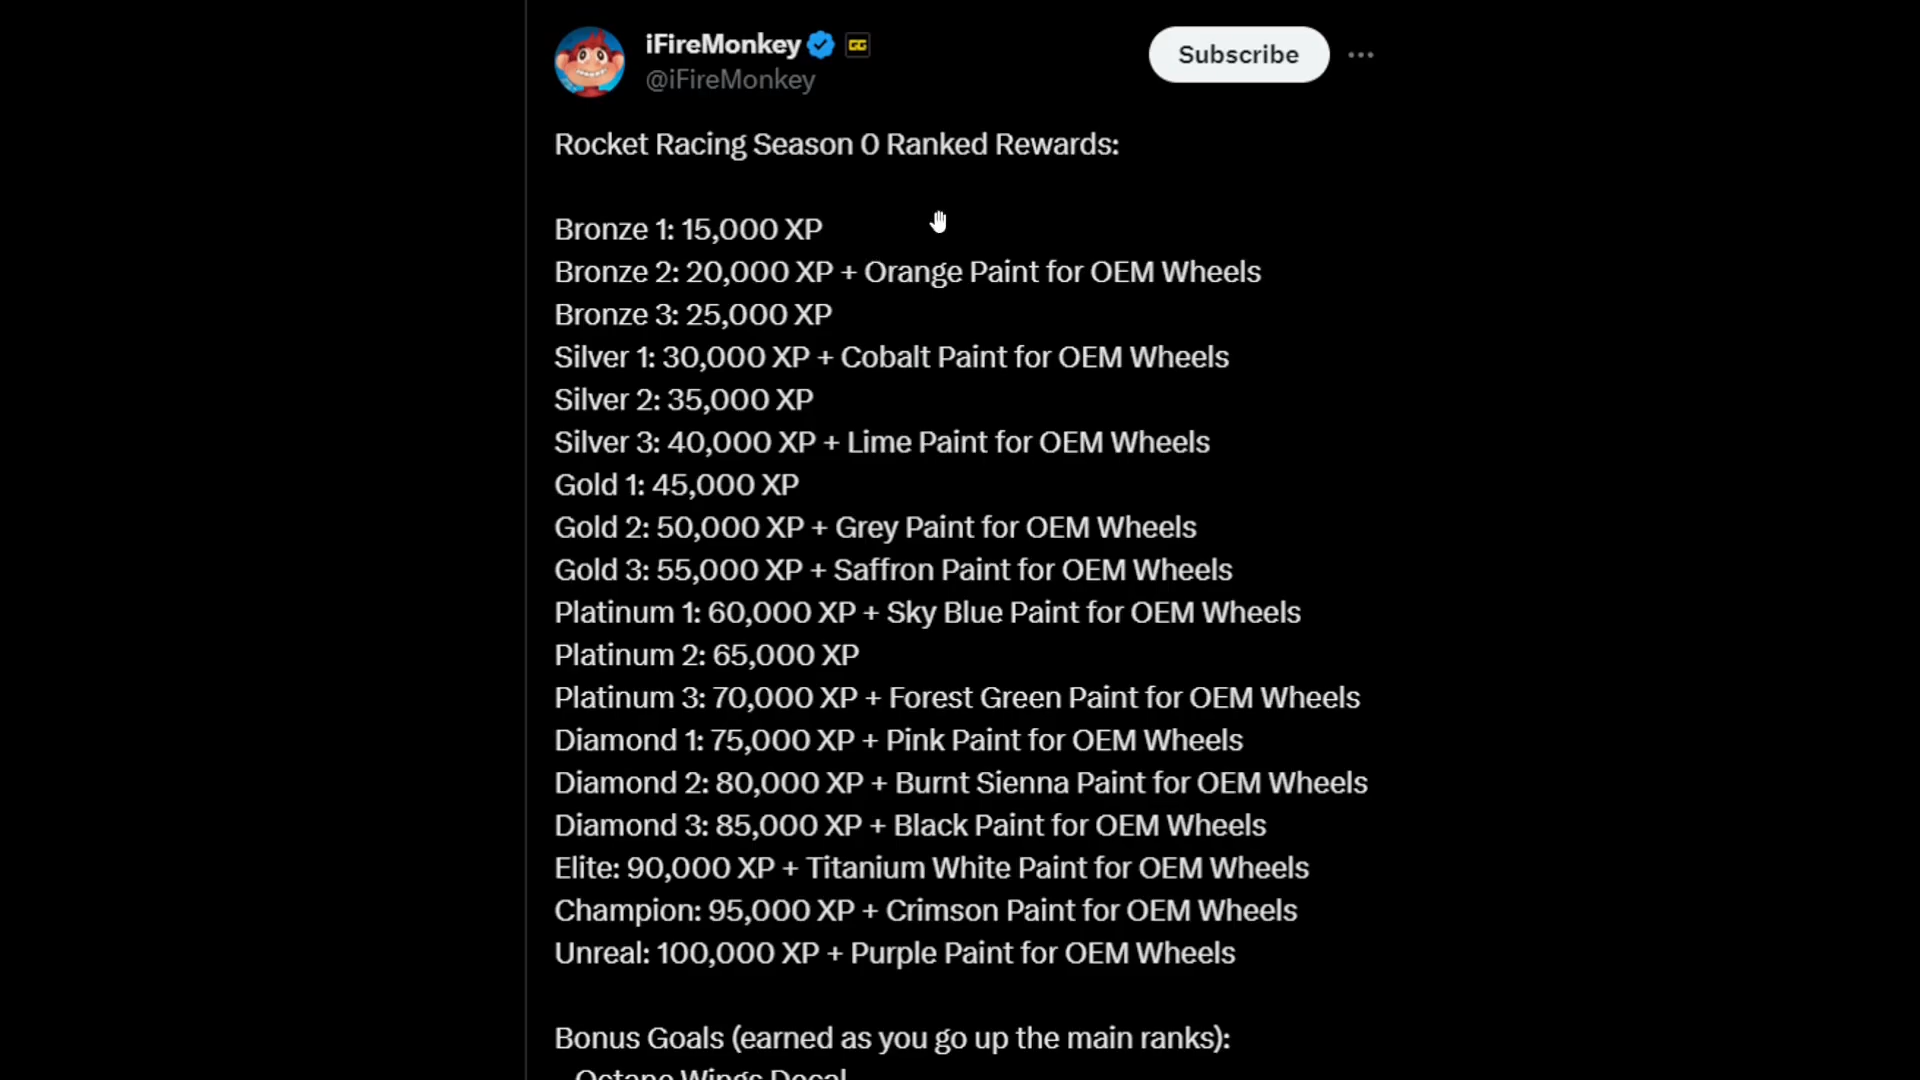 iFireMonkey GG
@iFireMonkey
Subscribe
Rocket Racing Season 0 Ranked Rewards:
Bronze 1: 15,000 XP
Bronze 2: 20,000 XP + Orange Paint for OEM Wheels
Bronze 3: 25,000 XP
Silver 1: 30,000 XP + Cobalt Paint for OEM Wheels
Silver 2: 35,000 XP
Silver 3: 40,000 XP + Lime Paint for OEM Wheels
Gold 1: 45,000 XP
Gold 2: 50,000 XP + Grey Paint for OEM Wheels
Gold 3: 55,000 XP + Saffron Paint for OEM Wheels
Platinum 1: 60,000 XP + Sky Blue Paint for OEM Wheels
Platinum 2: 65,000 XP
Platinum 3: 70,000 XP + Forest Green Paint for OEM Wheels
Diamond 1: 75,000 XP + Pink Paint for OEM Wheels
Diamond 2: 80,000 XP + Burnt Sienna Paint for OEM Wheels
Diamond 3: 85,000 XP + Black Paint for OEM Wheels
Elite: 90,000 XP + Titanium White Paint for OEM Wheels
Champion: 95,000 XP + Crimson Paint for OEM Wheels
Unreal: 100,000 XP + Purple Paint for OEM Wheels
Bonus Goals (earned as you go up the main ranks):
Octane Wings Decal